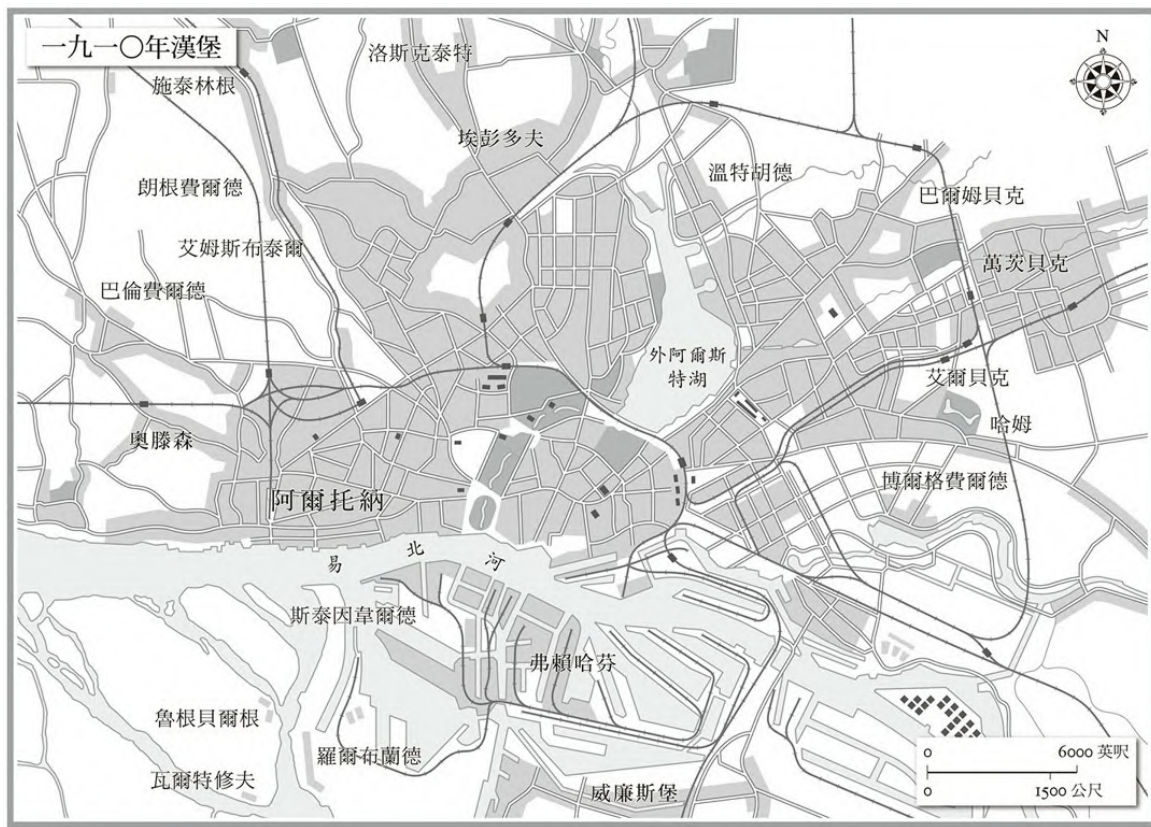 一九一〇年漢堡
N
洛斯克泰特
施泰林根
埃彭多夫
溫特胡德
朗根費爾德
巴爾姆貝克
艾姆斯布泰爾
萬茨貝克
巴倫費爾德
外阿爾斯
特湖
艾爾貝克
哈姆
奧滕森
博爾格費爾德
阿爾托納
易北河
斯泰因韋爾德
弗賴哈芬
魯根貝爾根
羅爾布蘭德
瓦爾特修夫
威廉斯堡
0 6000 英呎
0 1500 公尺